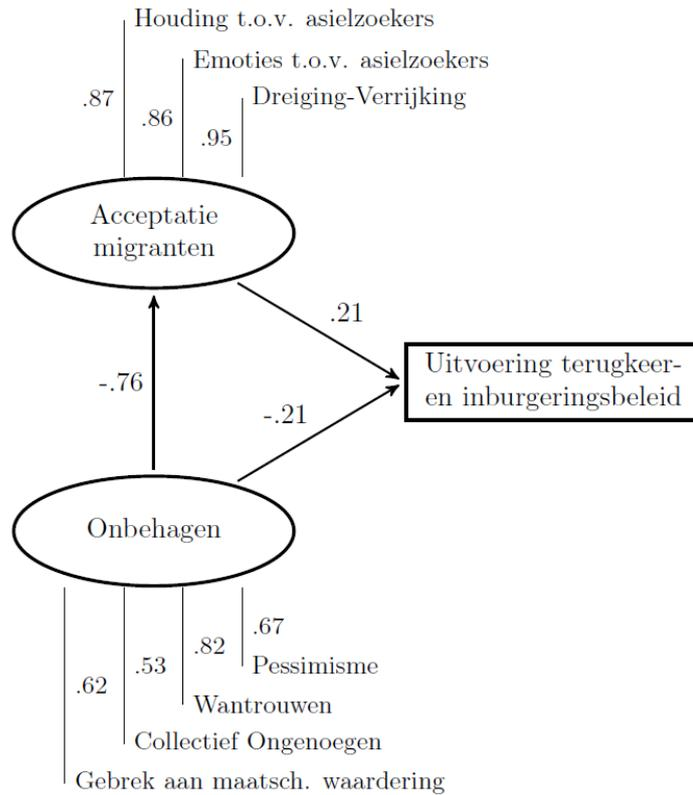 Houding t.o.v. asielzoekers
Emoties t.o.v. asielzoekers
Dreiging-Verrijking
.87
.86
.95
Acceptatie
migranten
.21
Uitvoering terugkeer-
en inburgeringsbeleid
-.76
-.21
Onbehagen
.67
.82
.53
.62
Pessimisme
Wantrouwen
Collectief Ongenoegen
Gebrek aan maatsch. waardering